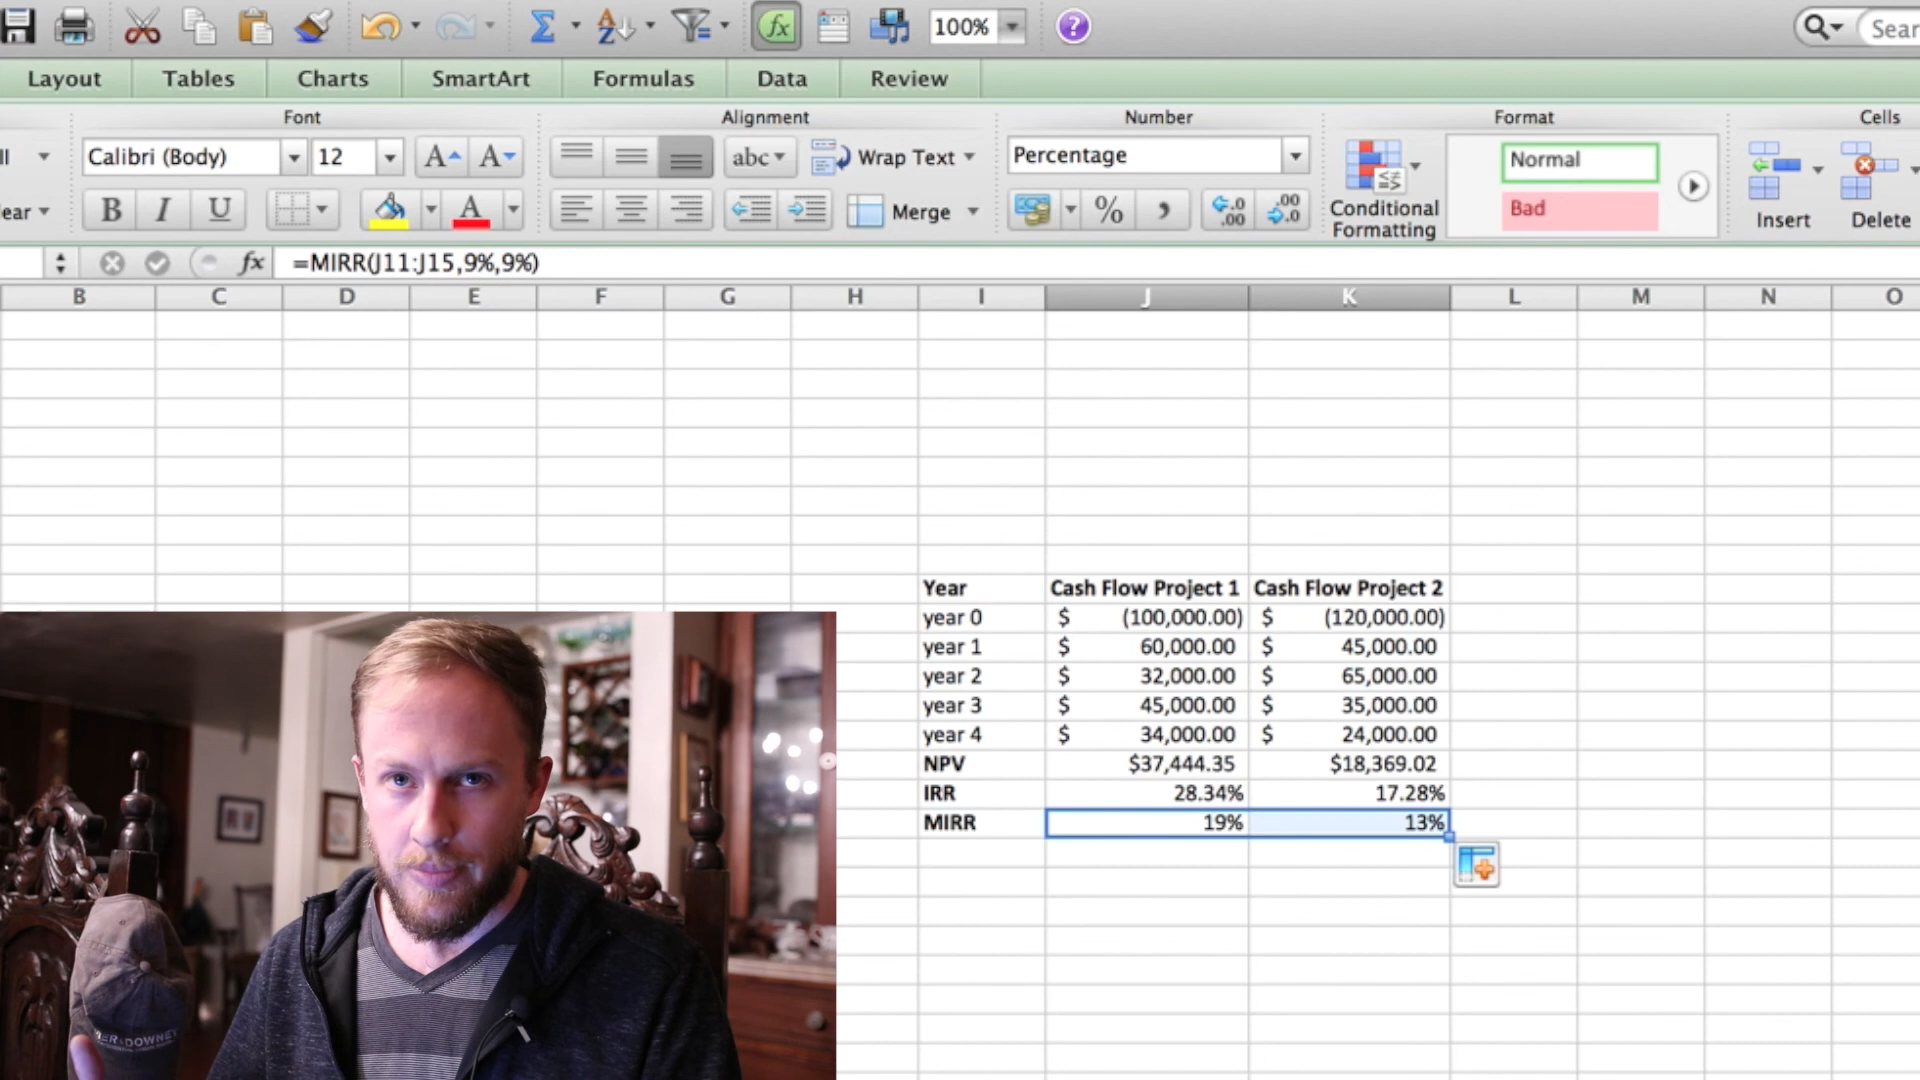 100%
Sear
Layout
Tables
Charts
SmartArt
Formulas
Data
Review
Font
Alignment
Number
Format
Cells
Calibri (Body)
12
A A
abc
Wrap Text
Percentage
Conditional
Formatting
Normal
Bad
Insert
Delete
lear
B I U
A
Merge
%
fx =MIRR(J11:J15,9%,9%)
B C D E F G H I J K L M N O
Year Cash Flow Project 1 Cash Flow Project 2
year 0 $ (100,000.00) $ (120,000.00)
year 1 $ 60,000.00 $ 45,000.00
year 2 $ 32,000.00 $ 65,000.00
year 3 $ 45,000.00 $ 35,000.00
year 4 $ 34,000.00 $ 24,000.00
NPV $37,444.35 $18,369.02
IRR 28.34% 17.28%
MIRR 19% 13%